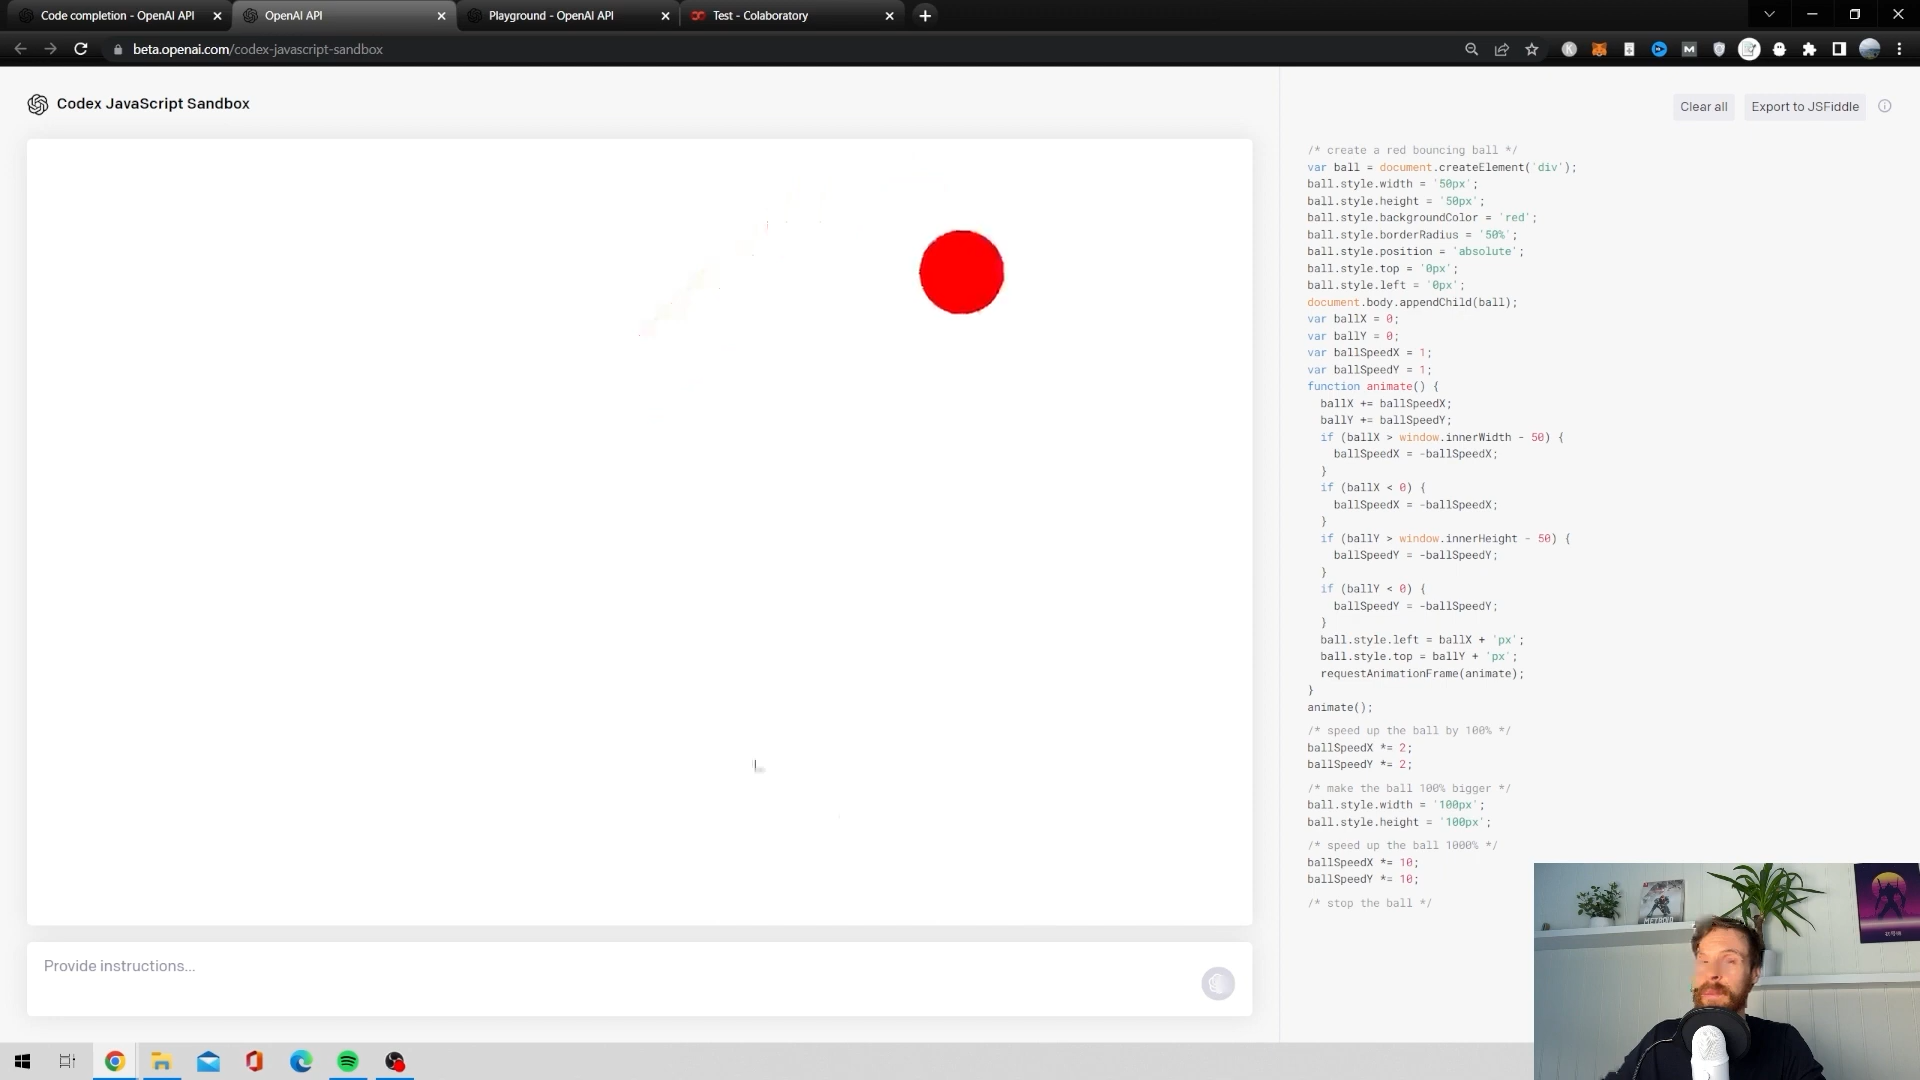 Code completion - OpenAI API
OpenAI API
Playground - OpenAI API
Test - Colaboratory
beta.openai.com/codex-javascript-sandbox
Codex JavaScript Sandbox
Clear all
Export to JSFiddle
/* create a red bouncing ball */
var ball = document.createElement('div');
ball.style.width = '50px';
ball.style.height = '50px';
ball.style.backgroundColor = 'red';
ball.style.borderRadius = '50%';
ball.style.position = 'absolute';
ball.style.top = '0px';
ball.style.left = '0px';
document.body.appendChild(ball);
var ballX = 0;
var ballY = 0;
var ballSpeedX = 1;
var ballSpeedY = 1;
function animate() {
ballX += ballSpeedX;
ballY += ballSpeedY;
if (ballX > window.innerWidth - 50) {
ballSpeedX = -ballSpeedX;
}
if (ballX < 0) {
ballSpeedX = -ballSpeedX;
}
if (ballY > window.innerHeight - 50) {
ballSpeedY = -ballSpeedY;
}
if (ballY < 0) {
ballSpeedY = -ballSpeedY;
}
ball.style.left = ballX + 'px';
ball.style.top = ballY + 'px';
requestAnimationFrame(animate);
}
animate();
/* speed up the ball by 100% */
ballSpeedX *= 2;
ballSpeedY *= 2;
/* make the ball 100% bigger */
ball.style.width = '100px';
ball.style.height = '100px';
/* speed up the ball 1000% */
ballSpeedX *= 10;
ballSpeedY *= 10;
/* stop the ball */
Provide instructions...
METROID